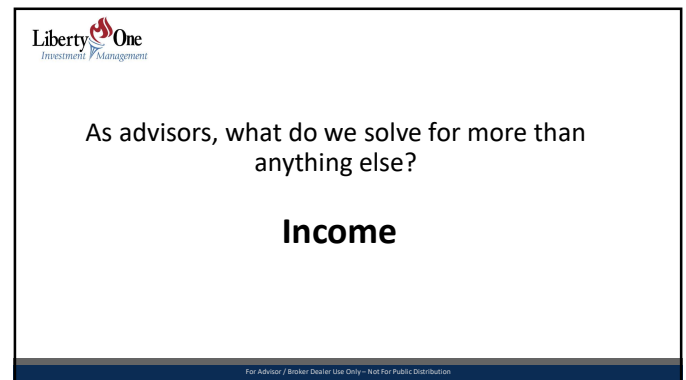 Liberty One
Investment Management
As advisors, what do we solve for more than
anything else?
Income
For Advisor / Broker Dealer Use Only – Not For Public Distribution